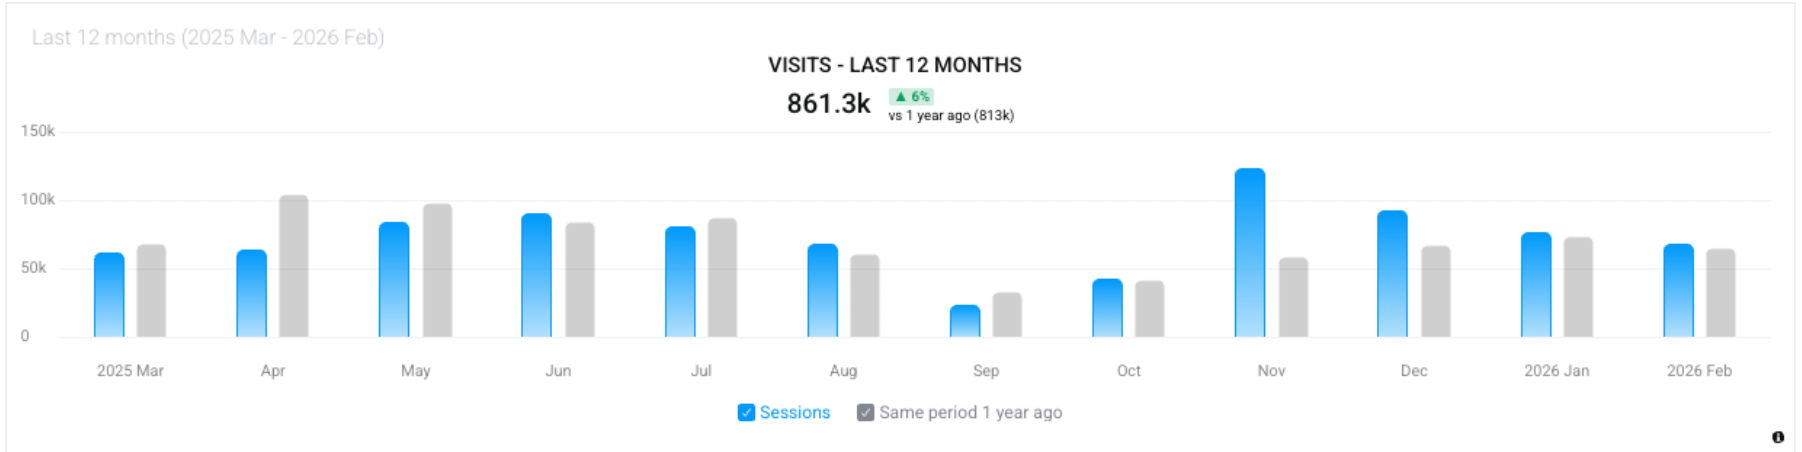 Last 12 months (2025 Mar - 2026 Feb)
VISITS - LAST 12 MONTHS
861.3k ▲ 6%
vs 1 year ago (813k)
150k
100k
50k
0
2025 Mar Apr May Jun Jul Aug Sep Oct Nov Dec 2026 Jan 2026 Feb
Sessions Same period 1 year ago